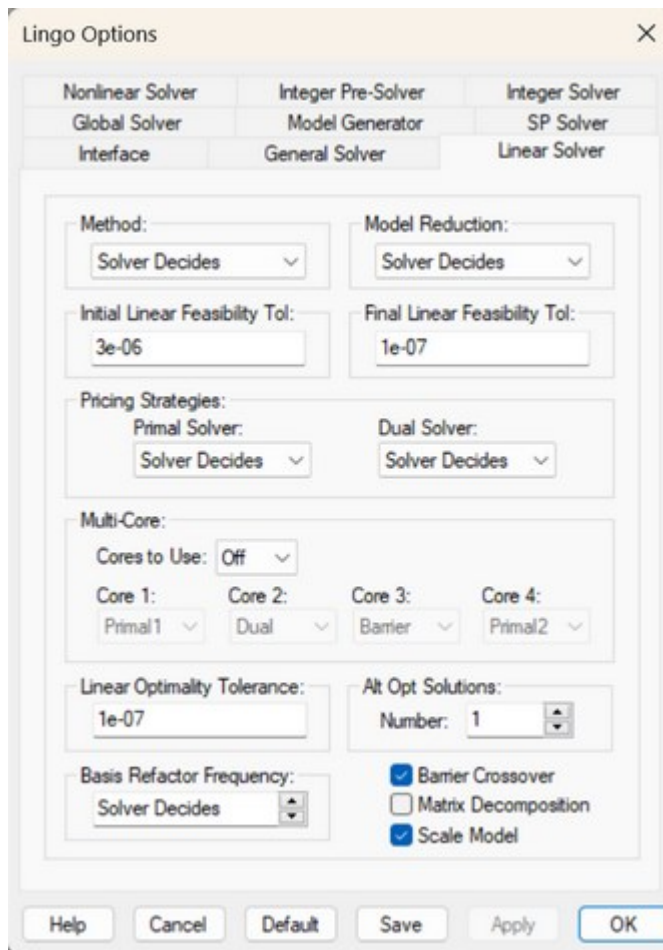 Lingo Options
Nonlinear Solver Integer Pre-Solver Integer Solver
Global Solver Model Generator SP Solver
Interface General Solver Linear Solver
Method: Model Reduction:
Solver Decides Solver Decides
Initial Linear Feasibility Tol: Final Linear Feasibility Tol:
3e-06 1e-07
Pricing Strategies:
Primal Solver: Dual Solver:
Solver Decides Solver Decides
Multi-Core:
Cores to Use: Off
Core 1: Core 2: Core 3: Core 4:
Primal1 Dual Barrier Primal2
Linear Optimality Tolerance: Alt Opt Solutions:
1e-07 Number: 1
Basis Refactor Frequency: Barrier Crossover
Solver Decides Matrix Decomposition
Scale Model
Help Cancel Default Save Apply OK